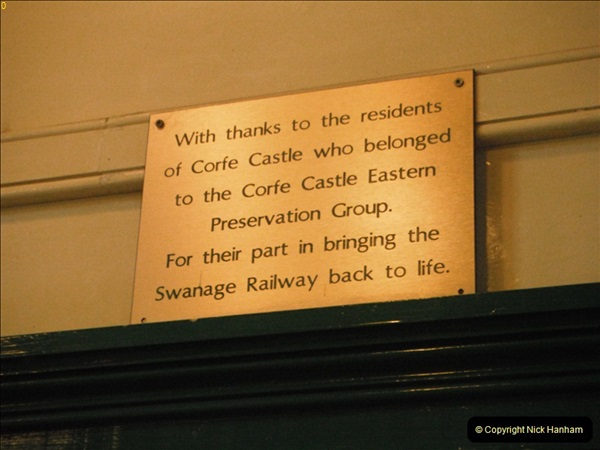 With thanks to the residents
of Corfe Castle who belonged
to the Corfe Castle Eastern
Preservation Group.
For their part in bringing the
Swanage Railway back to life.
© Copyright Nick Hanham
D